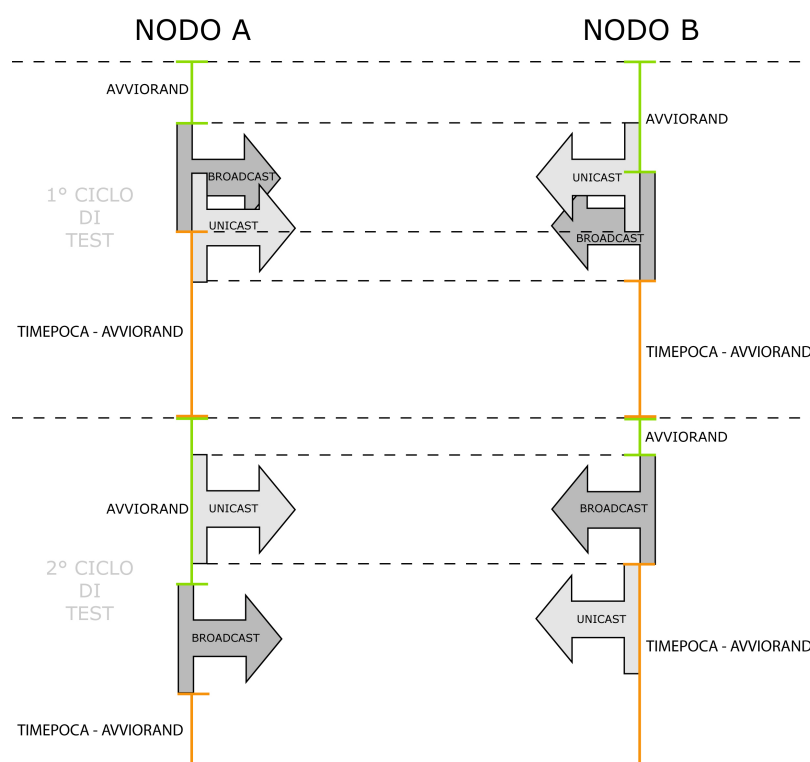 NODO A
NODO B
AVVIORAND
AVVIORAND
BROADCAST
UNICAST
1° CICLO
DI
TEST
UNICAST
BROADCAST
TIMEPOCA - AVVIORAND
TIMEPOCA - AVVIORAND
AVVIORAND
AVVIORAND
UNICAST
BROADCAST
2° CICLO
DI
TEST
BROADCAST
UNICAST
TIMEPOCA - AVVIORAND
TIMEPOCA - AVVIORAND